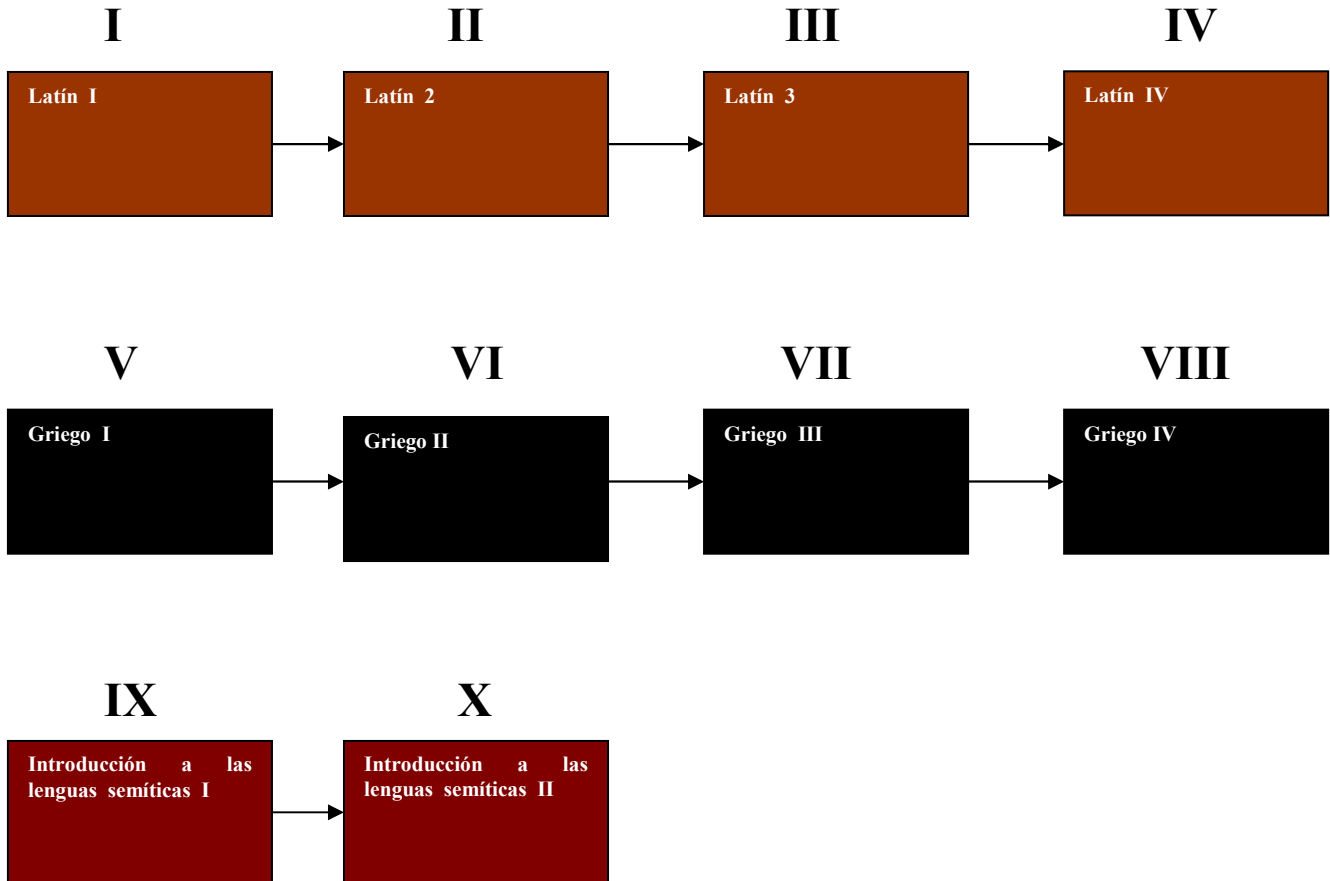 I II III IV
Latín I
Latín 2
Latín 3
Latín IV
V VI VII VIII
Griego I
Griego II
Griego III
Griego IV
IX X
Introducción a las
lenguas semíticas I
Introducción a las
lenguas semíticas II